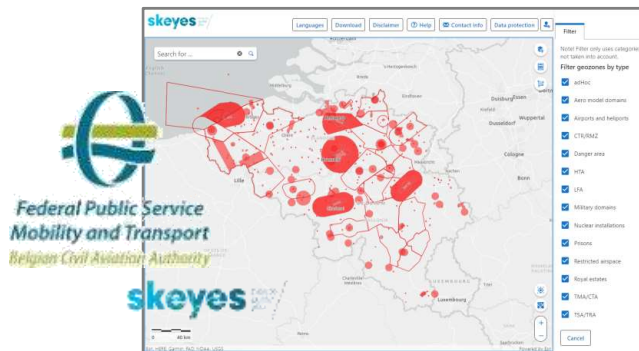 skeyes
Languages
Download
Disclaimer
Help
Contact info
Data protection
Search for ...
Filter
Note! Filter only uses categorie
not taken into account.
Filter geozones by type
adHoc
Aero model domains
Airports and heliports
CTR/RMZ
Danger area
HTA
LFA
Military domains
Nuclear installations
Prisons
Restricted airspace
Royal estates
TMA/CTA
TSA/TRA
Cancel
Eindhoven
Duisburg
Dusseldorf
Wuppertal
Cologne
Bonn
Lille
Luxembourg
Federal Public Service
Mobility and Transport
Belgian Civil Aviation Authority
skeyes
0
40 km